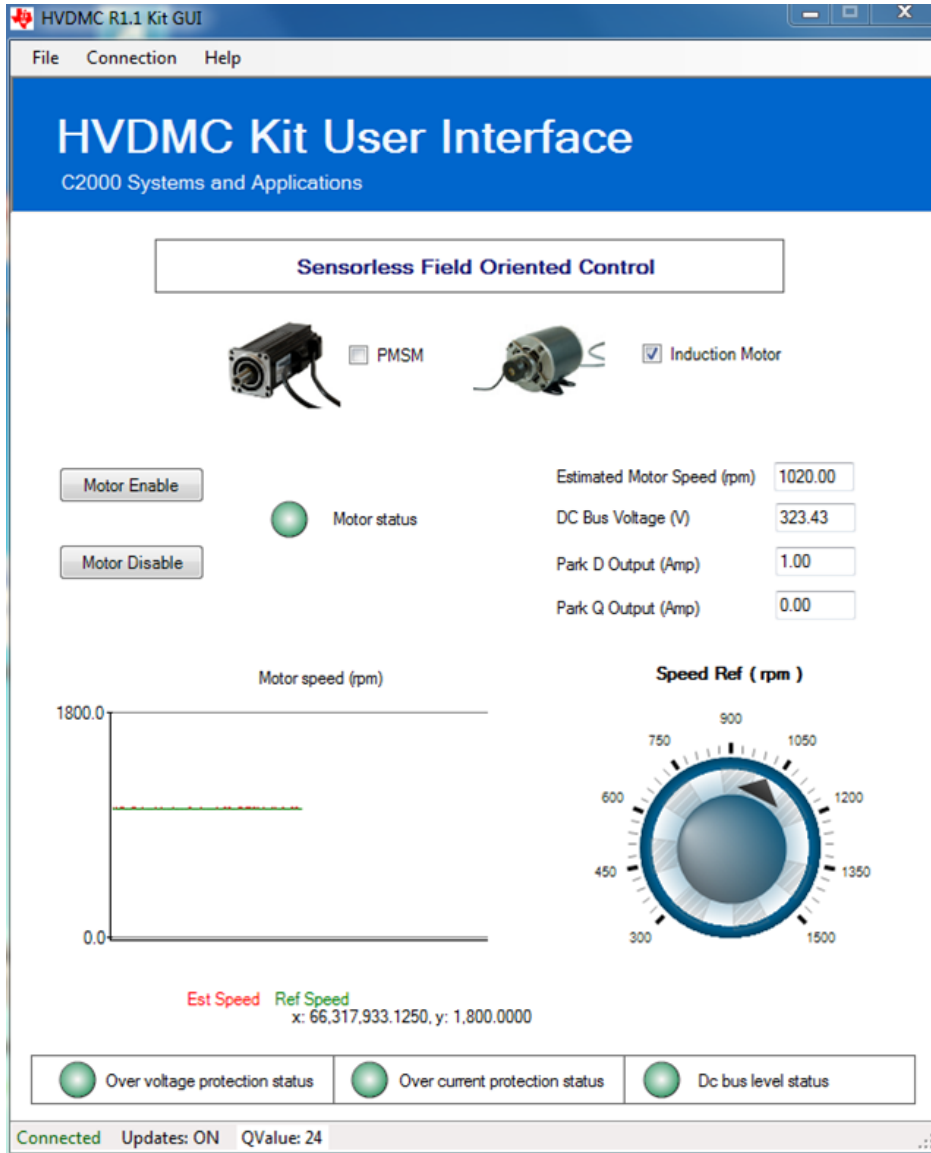 HVDMC R1.1 Kit GUI
File Connection Help
HVDMC Kit User Interface
C2000 Systems and Applications
Sensorless Field Oriented Control
PMSM
Induction Motor
Motor Enable
Motor Disable
Motor status
Estimated Motor Speed (rpm) 1020.00
DC Bus Voltage (V) 323.43
Park D Output (Amp) 1.00
Park Q Output (Amp) 0.00
Motor speed (rpm)
1800.0
0.0
Est Speed Ref Speed
x: 66,317,933.1250, y: 1,800.0000
Speed Ref ( rpm )
300
450
600
750
900
1050
1200
1350
1500
Over voltage protection status
Over current protection status
Dc bus level status
Connected Updates: ON QValue: 24